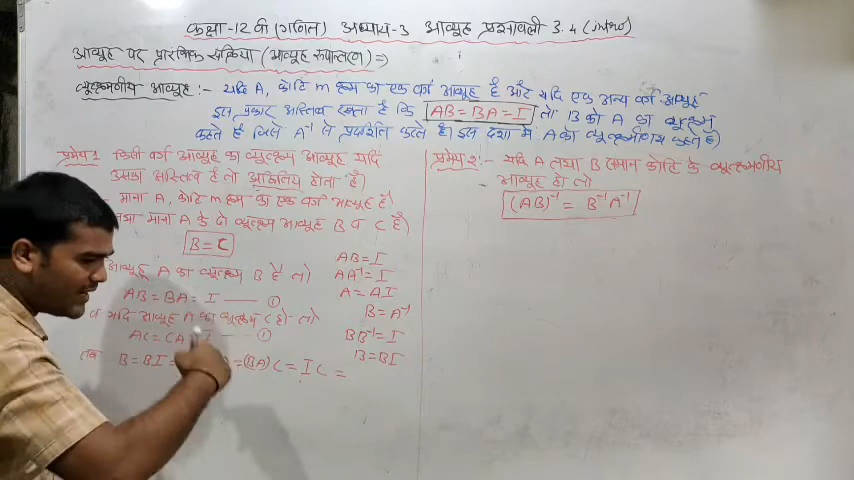 कक्षा-12 वी (गणित) अध्याय-3 आव्यूह प्रश्नावली 3.4 (intro)
आव्यूह पर प्रारंभिक संक्रिया (आव्यूह रूपान्तरण) =>
व्युत्क्रमणीय आव्यूह :- यदि A, कोटि m क्रम का एक वर्ग आव्यूह है और यदि एक अन्य वर्ग आव्यूह
इस प्रकार अस्तित्व रखता है कि AB = BA = I तो B को A का व्युत्क्रम
कहते है जिसे A⁻¹ से प्रदर्शित करते है। इस दशा में A को व्युत्क्रमणीय कहते है)
प्रमेय 1 किसी वर्ग आव्यूह का व्युत्क्रम आव्यूह यदि
उसका अस्तित्व है तो अद्वितिय होता है)
माना A, कोटि m क्रम का एक वर्ग आव्यूह है
माना A के दो व्युत्क्रम आव्यूह B व C है)
B = C
आव्यूह A का व्युत्क्रम B है तो
AB = BA = I — ①
व यदि आव्यूह A का व्युत्क्रम C हो तो
AC = CA I — ①
तब B = BI = = (BA) C = I C =
AB = I
AA⁻¹ = I
A = AI
B = A⁻¹
BB⁻¹ = I
B = BI
प्रमेय 2 :- यदि A तथा B समान कोटि के व्युत्क्रमणीय
आव्यूह हो तो
(AB)⁻¹ = B⁻¹A⁻¹